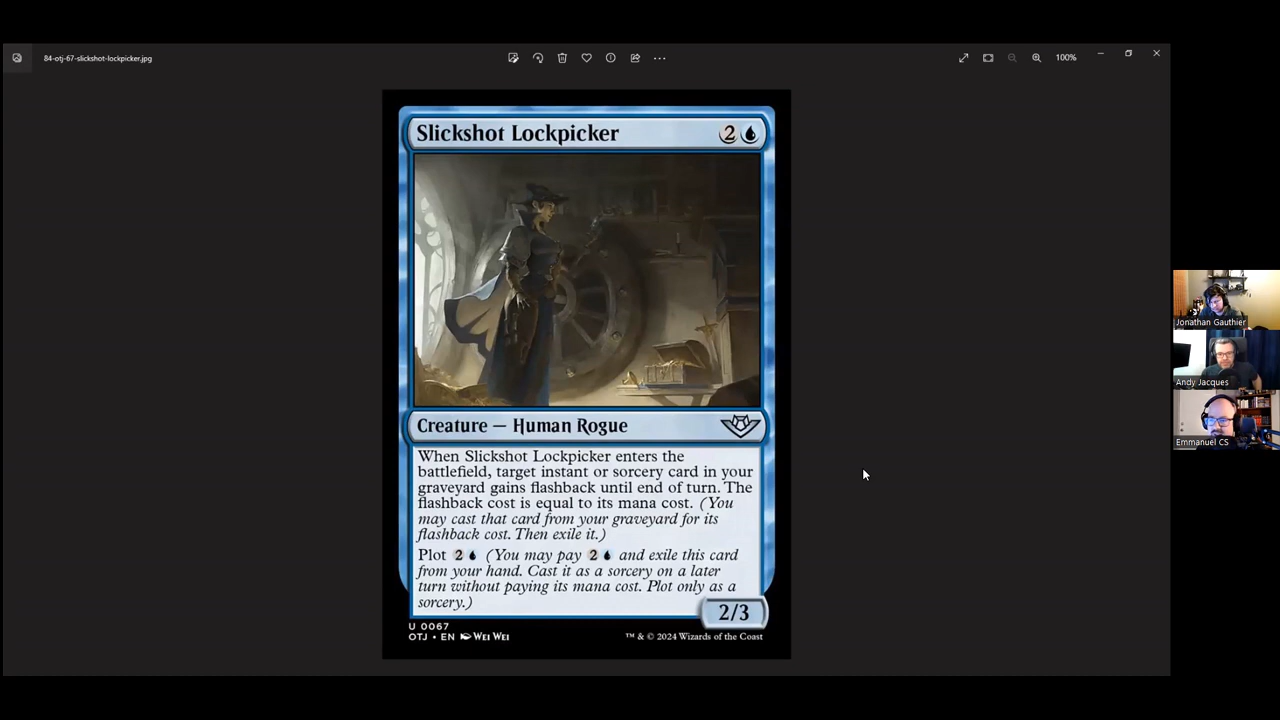 84-otj-67-slickshot-lockpicker.jpg
100%
Slickshot Lockpicker
2
Creature — Human Rogue
When Slickshot Lockpicker enters the
battlefield, target instant or sorcery card in your
graveyard gains flashback until end of turn. The
flashback cost is equal to its mana cost. (You
may cast that card from your graveyard for its
flashback cost. Then exile it.)
Plot 2 (You may pay 2 and exile this card
from your hand. Cast it as a sorcery on a later
turn without paying its mana cost. Plot only as a
sorcery.)
2/3
U 0067
OTJ • EN Wei Wei
™ & © 2024 Wizards of the Coast
Jonathan Gauthier
Andy Jacques
Emmanuel CS